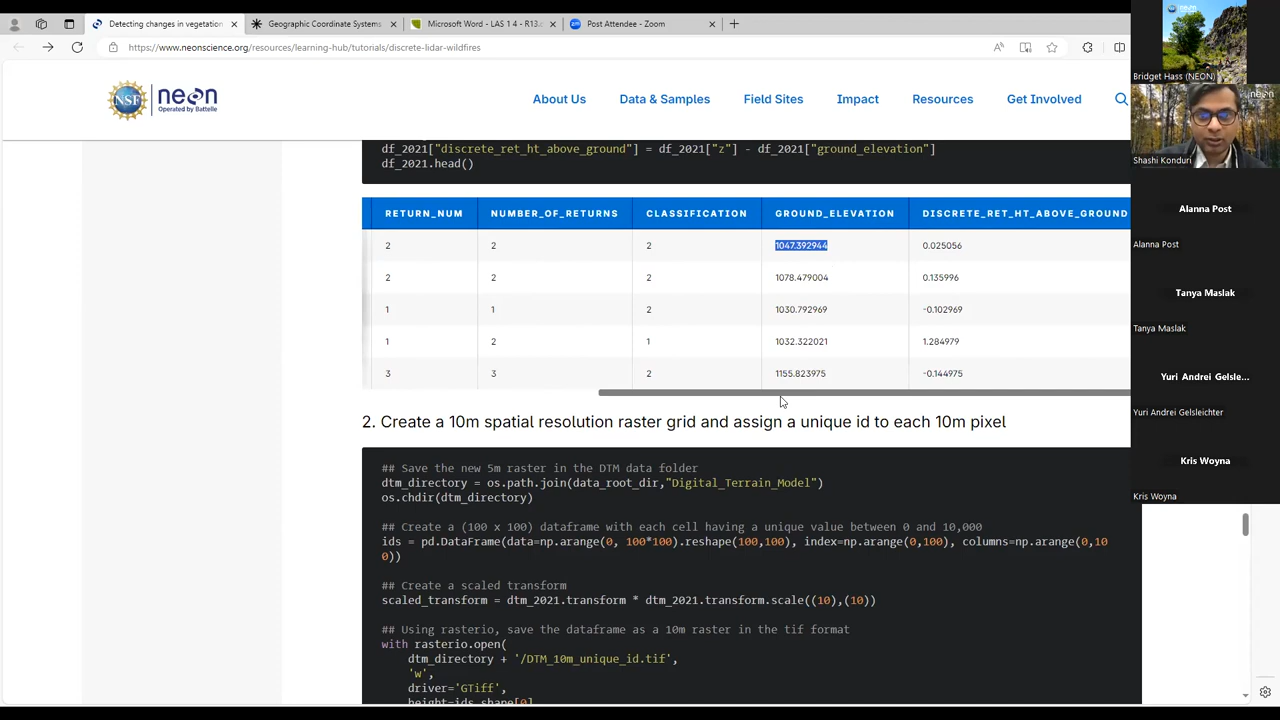 Detecting changes in vegetation
Geographic Coordinate Systems
Microsoft Word - LAS 1 4 - R13.
Post Attendee - Zoom
https://www.neonscience.org/resources/learning-hub/tutorials/discrete-lidar-wildfires
NSF
neon
Operated by Battelle
About Us
Data & Samples
Field Sites
Impact
Resources
Get Involved
df_2021["discrete_ret_ht_above_ground"] = df_2021["z"] - df_2021["ground_elevation"]
df_2021.head()
RETURN_NUM NUMBER_OF_RETURNS CLASSIFICATION GROUND_ELEVATION DISCRETE_RET_HT_ABOVE_GROUND
2 2 2 1047.392944 0.025056
2 2 2 1078.479004 0.135996
1 1 2 1030.792969 -0.102969
1 2 1 1032.322021 1.284979
3 3 2 1155.823975 -0.144975
2. Create a 10m spatial resolution raster grid and assign a unique id to each 10m pixel
## Save the new 5m raster in the DTM data folder
dtm_directory = os.path.join(data_root_dir,"Digital_Terrain_Model")
os.chdir(dtm_directory)
## Create a (100 x 100) dataframe with each cell having a unique value between 0 and 10,000
ids = pd.DataFrame(data=np.arange(0, 100*100).reshape(100,100), index=np.arange(0,100), columns=np.arange(0,10
0))
## Create a scaled transform
scaled_transform = dtm_2021.transform * dtm_2021.transform.scale((10),(10))
## Using rasterio, save the dataframe as a 10m raster in the tif format
with rasterio.open(
dtm_directory + '/DTM_10m_unique_id.tif',
'w',
driver='GTiff',
height=ids.shape[0]
Bridget Hass (NEON)
neon
Shashi Konduri
Alanna Post
Alanna Post
Tanya Maslak
Tanya Maslak
Yuri Andrei Gelsle...
Yuri Andrei Gelsleichter
Kris Woyna
Kris Woyna